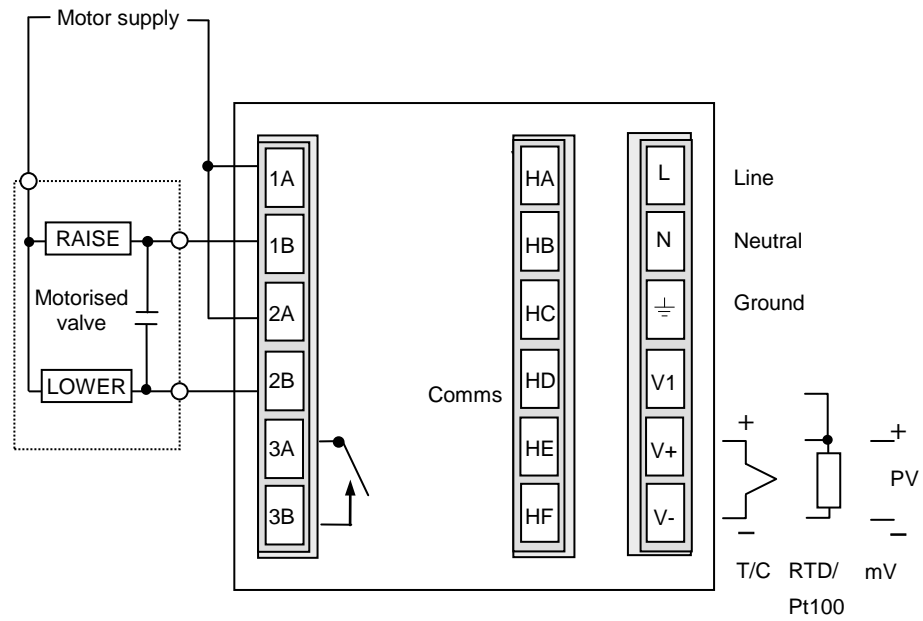 Motor supply
RAISE
Motorised
valve
LOWER
1A
1B
2A
2B
3A
3B
Comms
HA
HB
HC
HD
HE
HF
L
N
V1
V+
V-
Line
Neutral
Ground
+
–
T/C
RTD/
Pt100
+
PV
–
mV